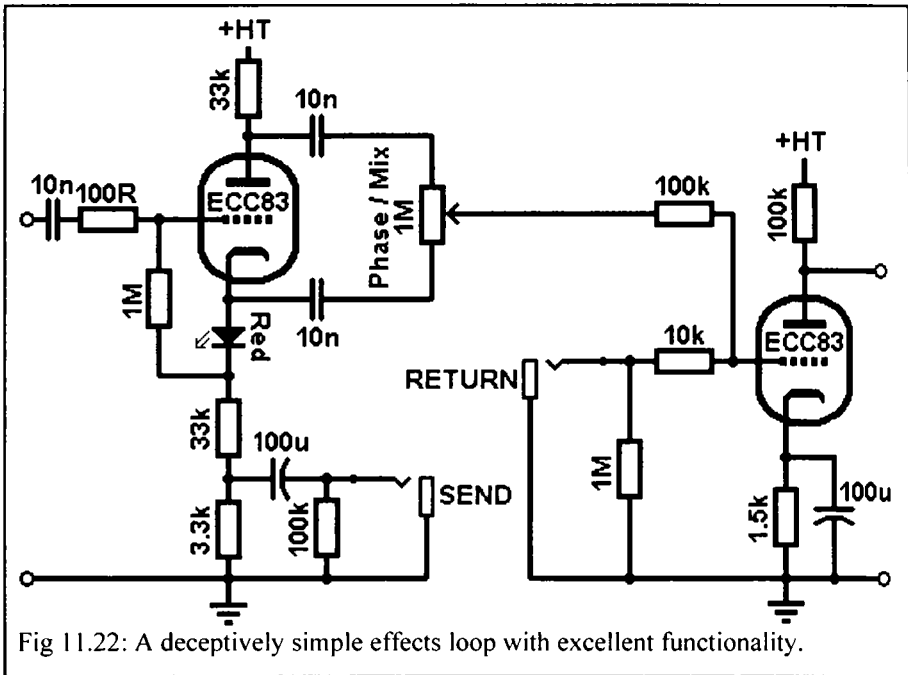 +HT
33k
10n
10n
100R
ECC83
1M
Phase / Mix
1M
10n
Red
33k
100u
SEND
3.3k
100k
100k
+HT
100k
ECC83
10k
RETURN
1M
1.5k
100u
Fig 11.22: A deceptively simple effects loop with excellent functionality.